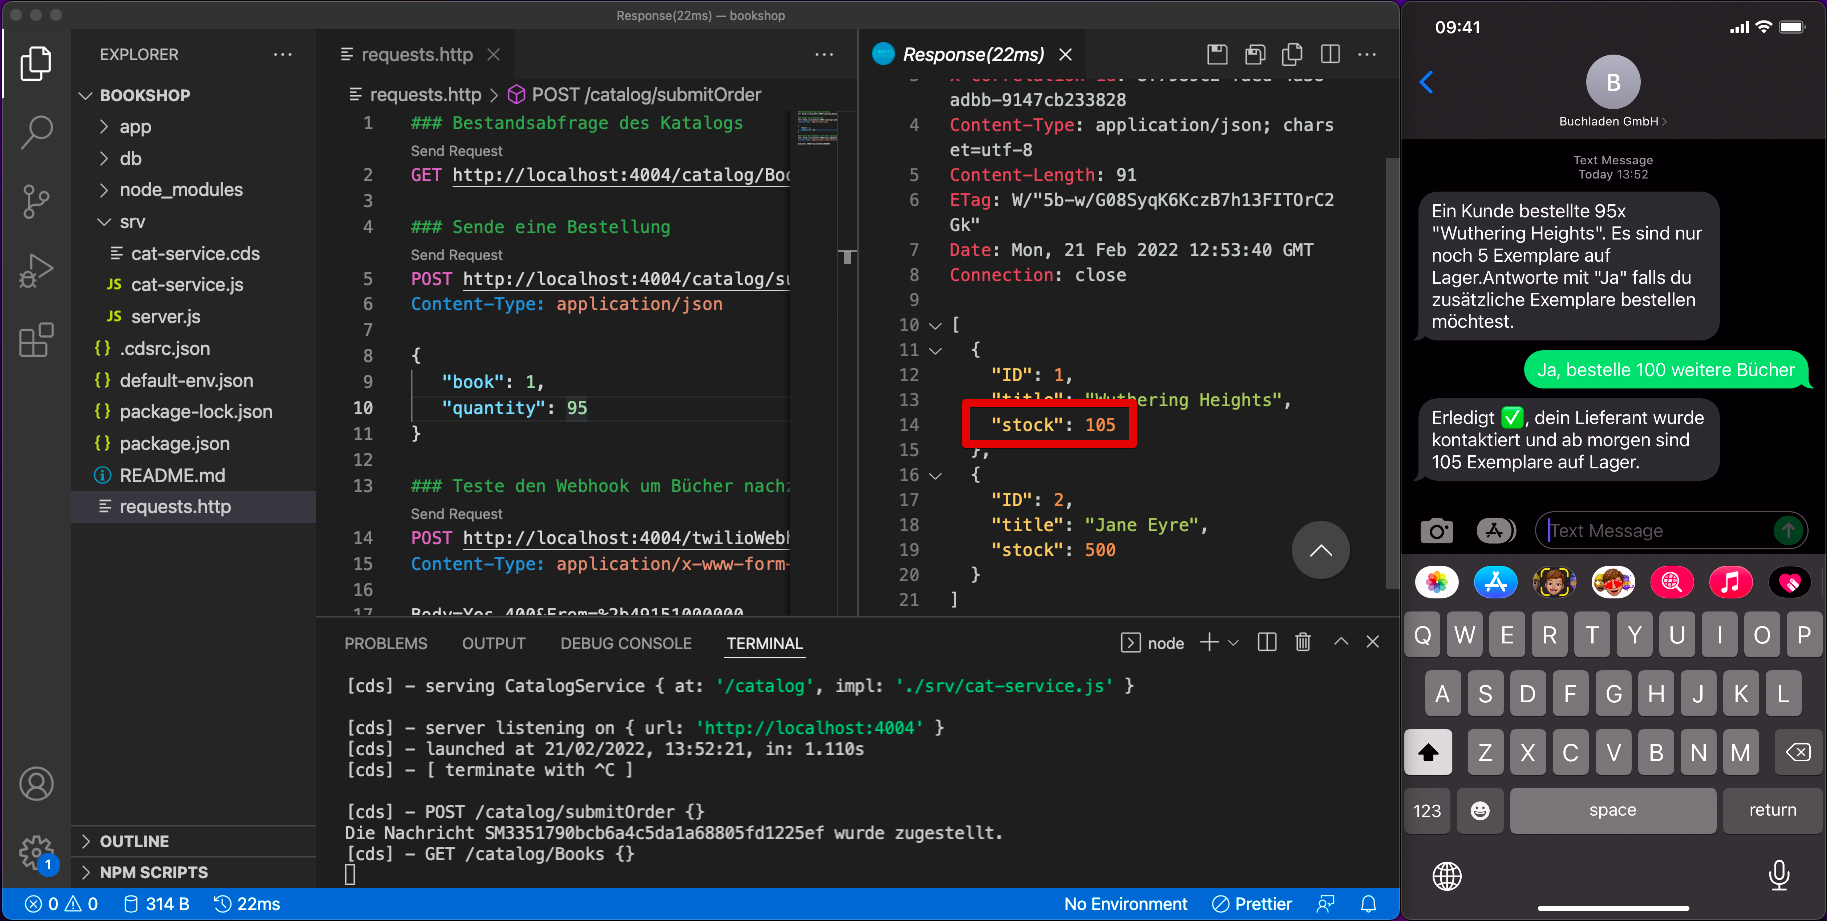 Response(22ms) — bookshop
EXPLORER
BOOKSHOP
app
db
node_modules
srv
cat-service.cds
JS cat-service.js
JS server.js
{} .cdsrc.json
{} default-env.json
{} package-lock.json
{} package.json
README.md
requests.http
OUTLINE
NPM SCRIPTS
requests.http
requests.http > POST /catalog/submitOrder
1 ### Bestandsabfrage des Katalogs
Send Request
2 GET http://localhost:4004/catalog/Boo
3
4 ### Sende eine Bestellung
Send Request
5 POST http://localhost:4004/catalog/su
6 Content-Type: application/json
7
8 {
9 "book": 1,
10 "quantity": 95
11 }
12
13 ### Teste den Webhook um Bücher nachz
Send Request
14 POST http://localhost:4004/twilioWebh
15 Content-Type: application/x-www-form-
16
17 Body=Yes 400&From=%2b49151000000
Response(22ms)
adbb-9147cb233828
4 Content-Type: application/json; chars
et=utf-8
5 Content-Length: 91
6 ETag: W/"5b-w/G08SyqK6KczB7h13FITOrC2
Gk"
7 Date: Mon, 21 Feb 2022 12:53:40 GMT
8 Connection: close
9
10 [
11 {
12 "ID": 1,
13 "title": "Wuthering Heights",
14 "stock": 105
15 },
16 {
17 "ID": 2,
18 "title": "Jane Eyre",
19 "stock": 500
20 }
21 ]
PROBLEMS OUTPUT DEBUG CONSOLE TERMINAL
node
[cds] – serving CatalogService { at: '/catalog', impl: './srv/cat-service.js' }
[cds] – server listening on { url: 'http://localhost:4004' }
[cds] – launched at 21/02/2022, 13:52:21, in: 1.110s
[cds] – [ terminate with ^C ]
[cds] – POST /catalog/submitOrder {}
Die Nachricht SM3351790bcb6a4c5da1a68805fd1225ef wurde zugestellt.
[cds] – GET /catalog/Books {}
1
0 0 314 B 22ms
No Environment Prettier
09:41
B
Buchladen GmbH
Text Message
Today 13:52
Ein Kunde bestellte 95x
"Wuthering Heights". Es sind nur
noch 5 Exemplare auf
Lager.Antworte mit "Ja" falls du
zusätzliche Exemplare bestellen
möchtest.
Ja, bestelle 100 weitere Bücher
Erledigt ✅, dein Lieferant wurde
kontaktiert und ab morgen sind
105 Exemplare auf Lager.
Text Message
Q W E R T Y U I O P
A S D F G H J K L
Z X C V B N M
123 space return